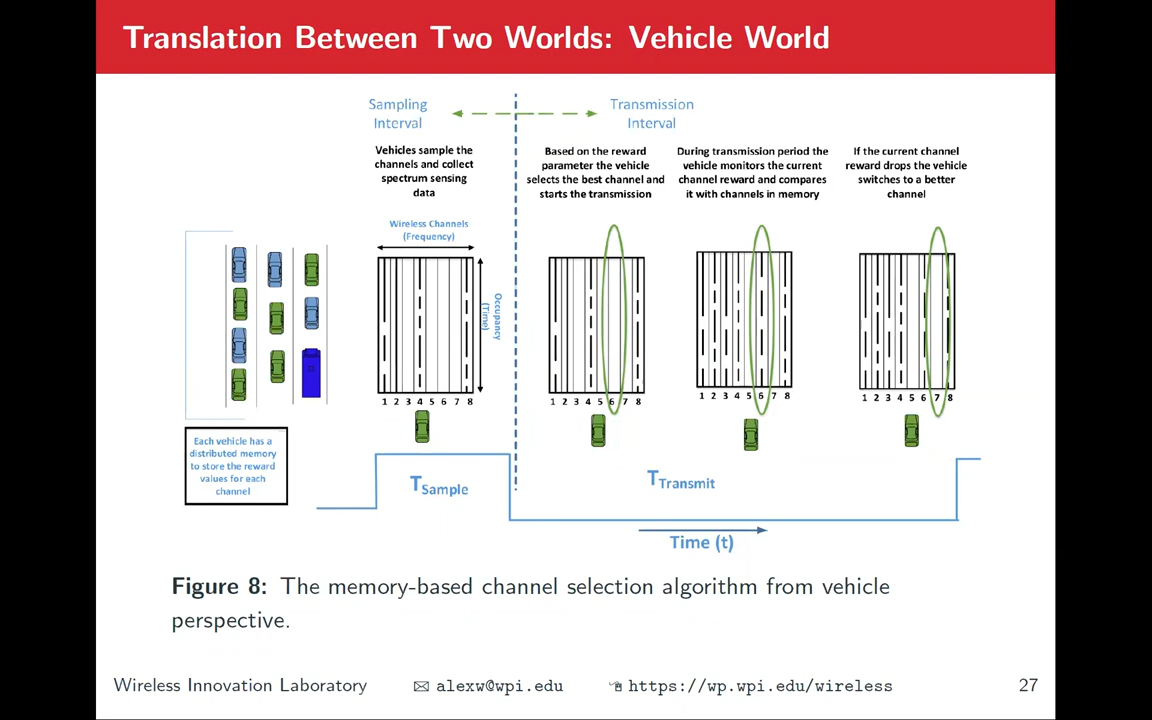 Translation Between Two Worlds: Vehicle World
Sampling
Interval
Transmission
Interval
Vehicles sample the
channels and collect
spectrum sensing
data
Based on the reward
parameter the vehicle
selects the best channel and
starts the transmission
During transmission period the
vehicle monitors the current
channel reward and compares
it with channels in memory
If the current channel
reward drops the vehicle
switches to a better
channel
Wireless Channels
(Frequency)
Occupancy
(Time)
1 2 3 4 5 6 7 8
1 2 3 4 5 6 7 8
1 2 3 4 5 6 7 8
1 2 3 4 5 6 7 8
Each vehicle has a
distributed memory
to store the reward
values for each
channel
TSample
TTransmit
Time (t)
Figure 8: The memory-based channel selection algorithm from vehicle
perspective.
Wireless Innovation Laboratory alexw@wpi.edu https://wp.wpi.edu/wireless 27